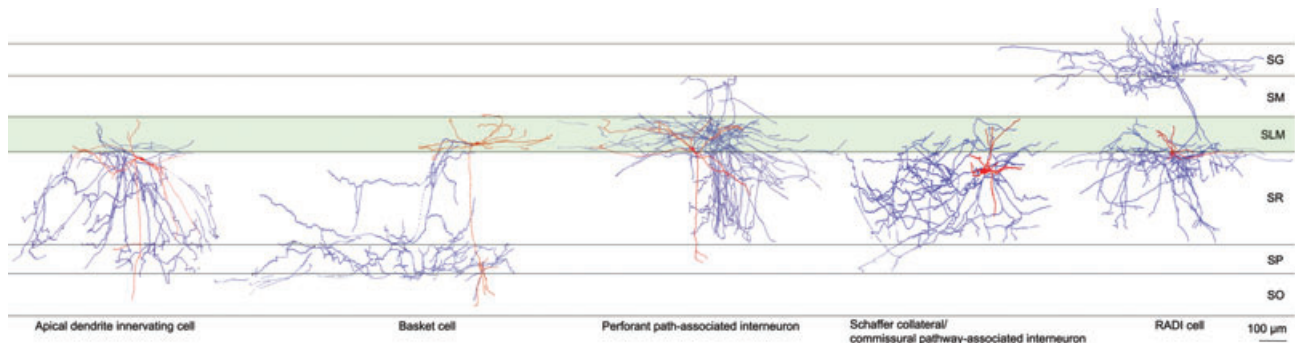 SG
SM
SLM
SR
SP
SO
Apical dendrite innervating cell
Basket cell
Perforant path-associated interneuron
Schaffer collateral/
commissural pathway-associated interneuron
RADI cell
100 µm